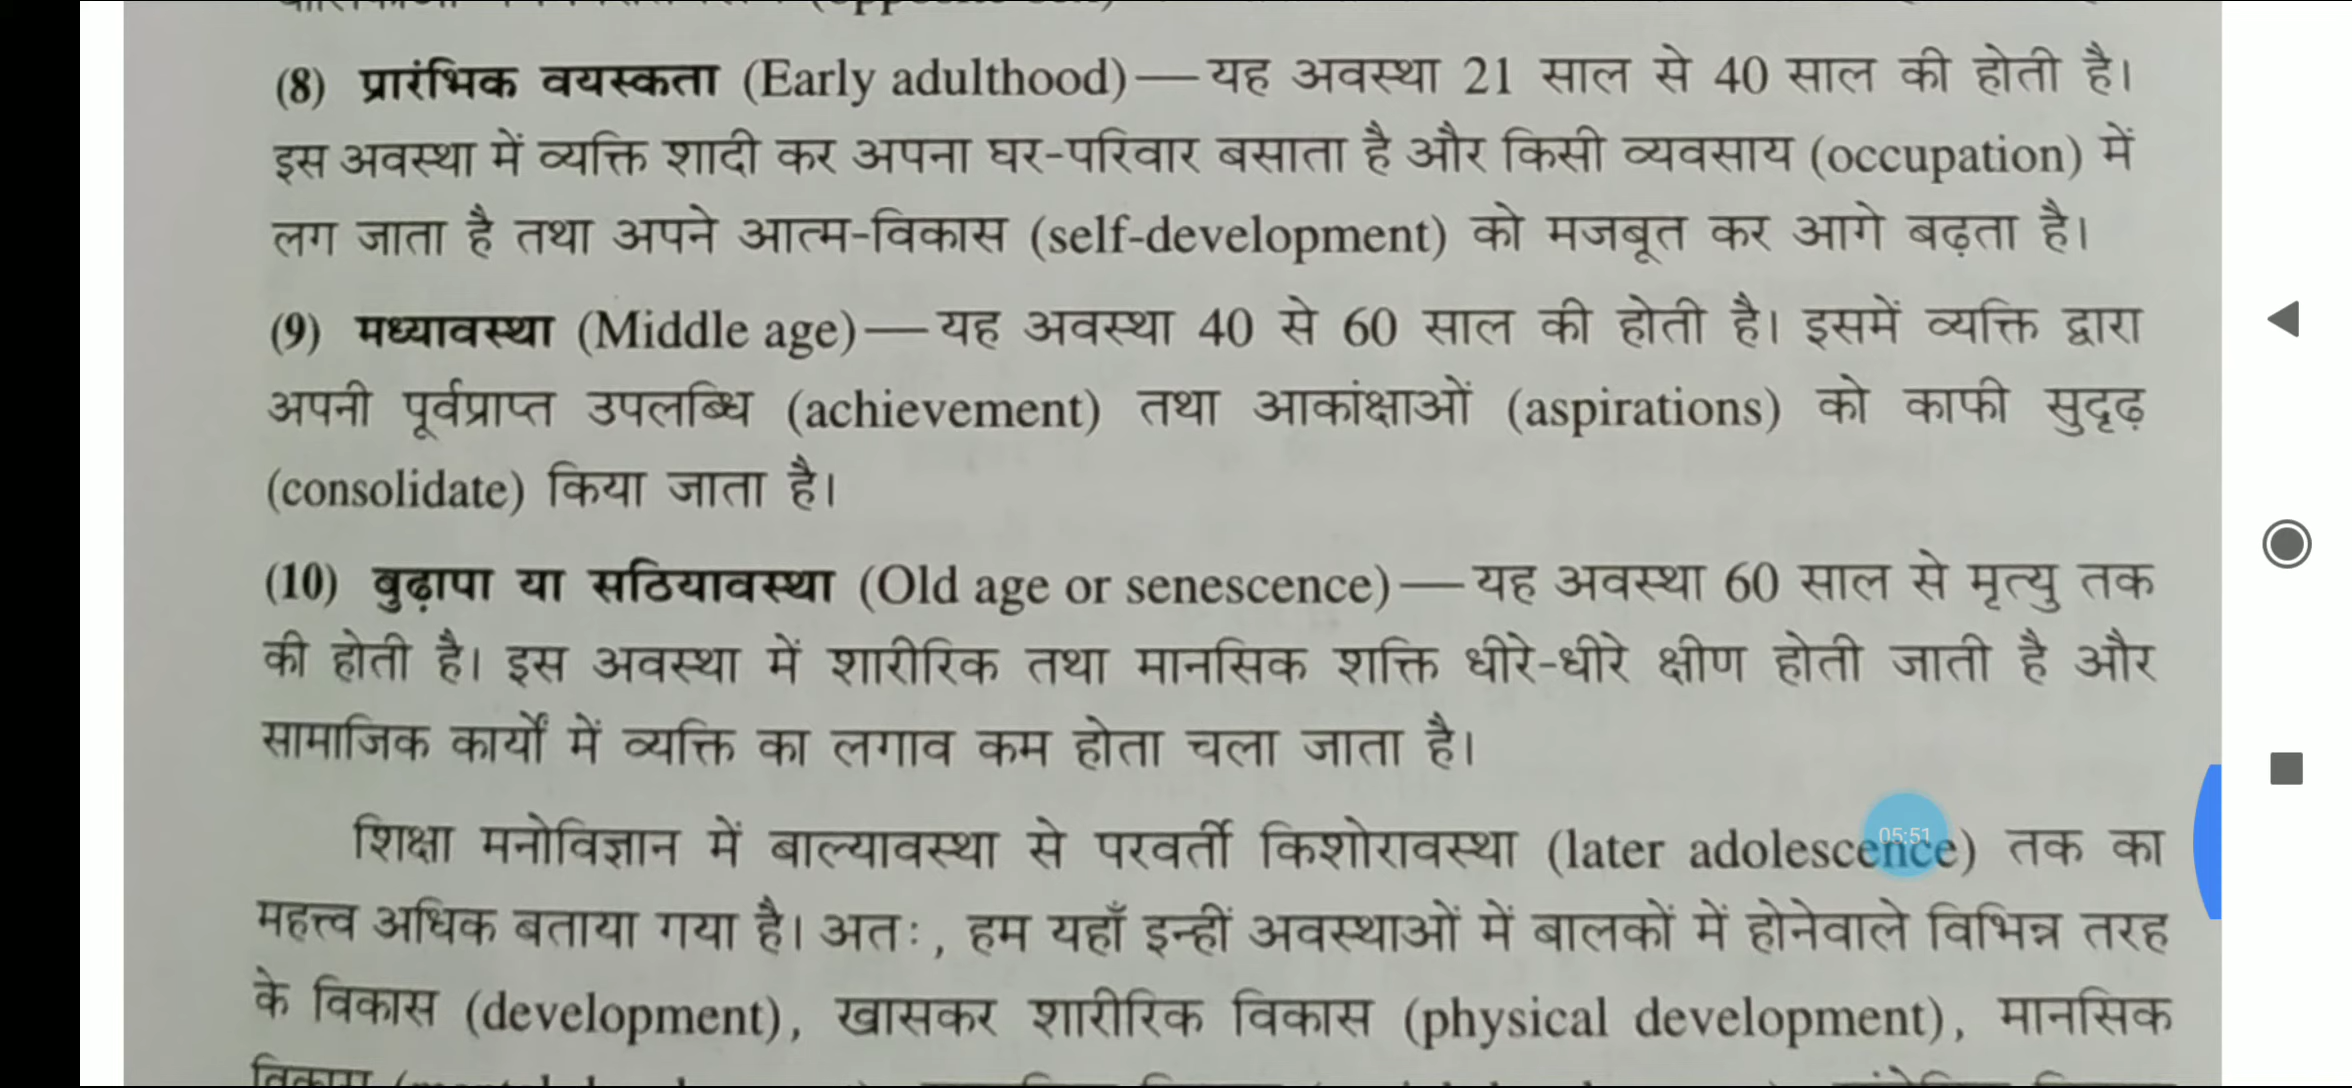 (8) प्रारंभिक वयस्कता (Early adulthood)—यह अवस्था 21 साल से 40 साल की होती है।
इस अवस्था में व्यक्ति शादी कर अपना घर-परिवार बसाता है और किसी व्यवसाय (occupation) में
लग जाता है तथा अपने आत्म-विकास (self-development) को मजबूत कर आगे बढ़ता है।
(9) मध्यावस्था (Middle age)—यह अवस्था 40 से 60 साल की होती है। इसमें व्यक्ति द्वारा
अपनी पूर्वप्राप्त उपलब्धि (achievement) तथा आकांक्षाओं (aspirations) को काफी सुदृढ़
(consolidate) किया जाता है।
(10) बुढ़ापा या सठियावस्था (Old age or senescence)—यह अवस्था 60 साल से मृत्यु तक
की होती है। इस अवस्था में शारीरिक तथा मानसिक शक्ति धीरे-धीरे क्षीण होती जाती है और
सामाजिक कार्यों में व्यक्ति का लगाव कम होता चला जाता है।
शिक्षा मनोविज्ञान में बाल्यावस्था से परवर्ती किशोरावस्था (later adolescence) तक का
05:51
महत्त्व अधिक बताया गया है। अतः, हम यहाँ इन्हीं अवस्थाओं में बालकों में होनेवाले विभिन्न तरह
के विकास (development), खासकर शारीरिक विकास (physical development), मानसिक